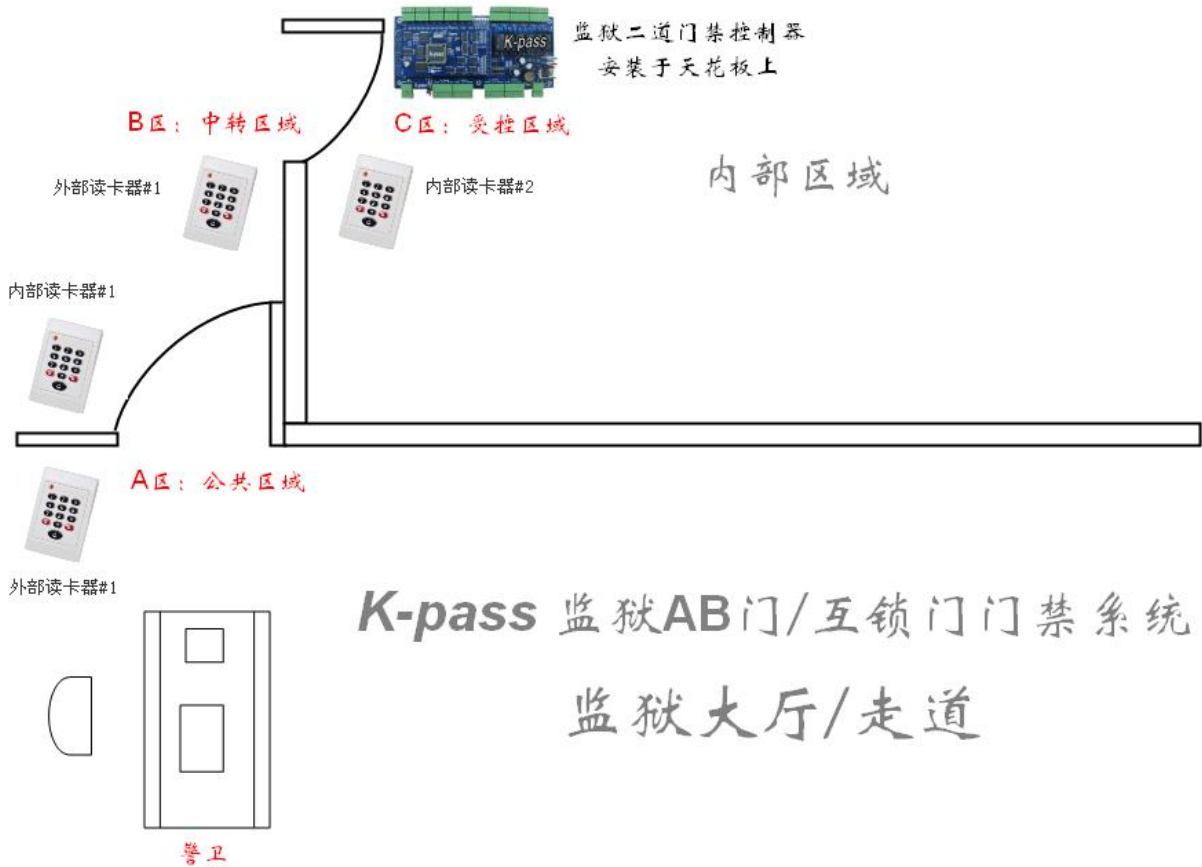 K-pass
监狱二道门禁控制器
安装于天花板上
B区：中转区域
C区：受控区域
外部读卡器#1
内部读卡器#2
内部区域
内部读卡器#1
A区：公共区域
外部读卡器#1
K-pass 监狱AB门/互锁门门禁系统
监狱大厅/走道
警卫